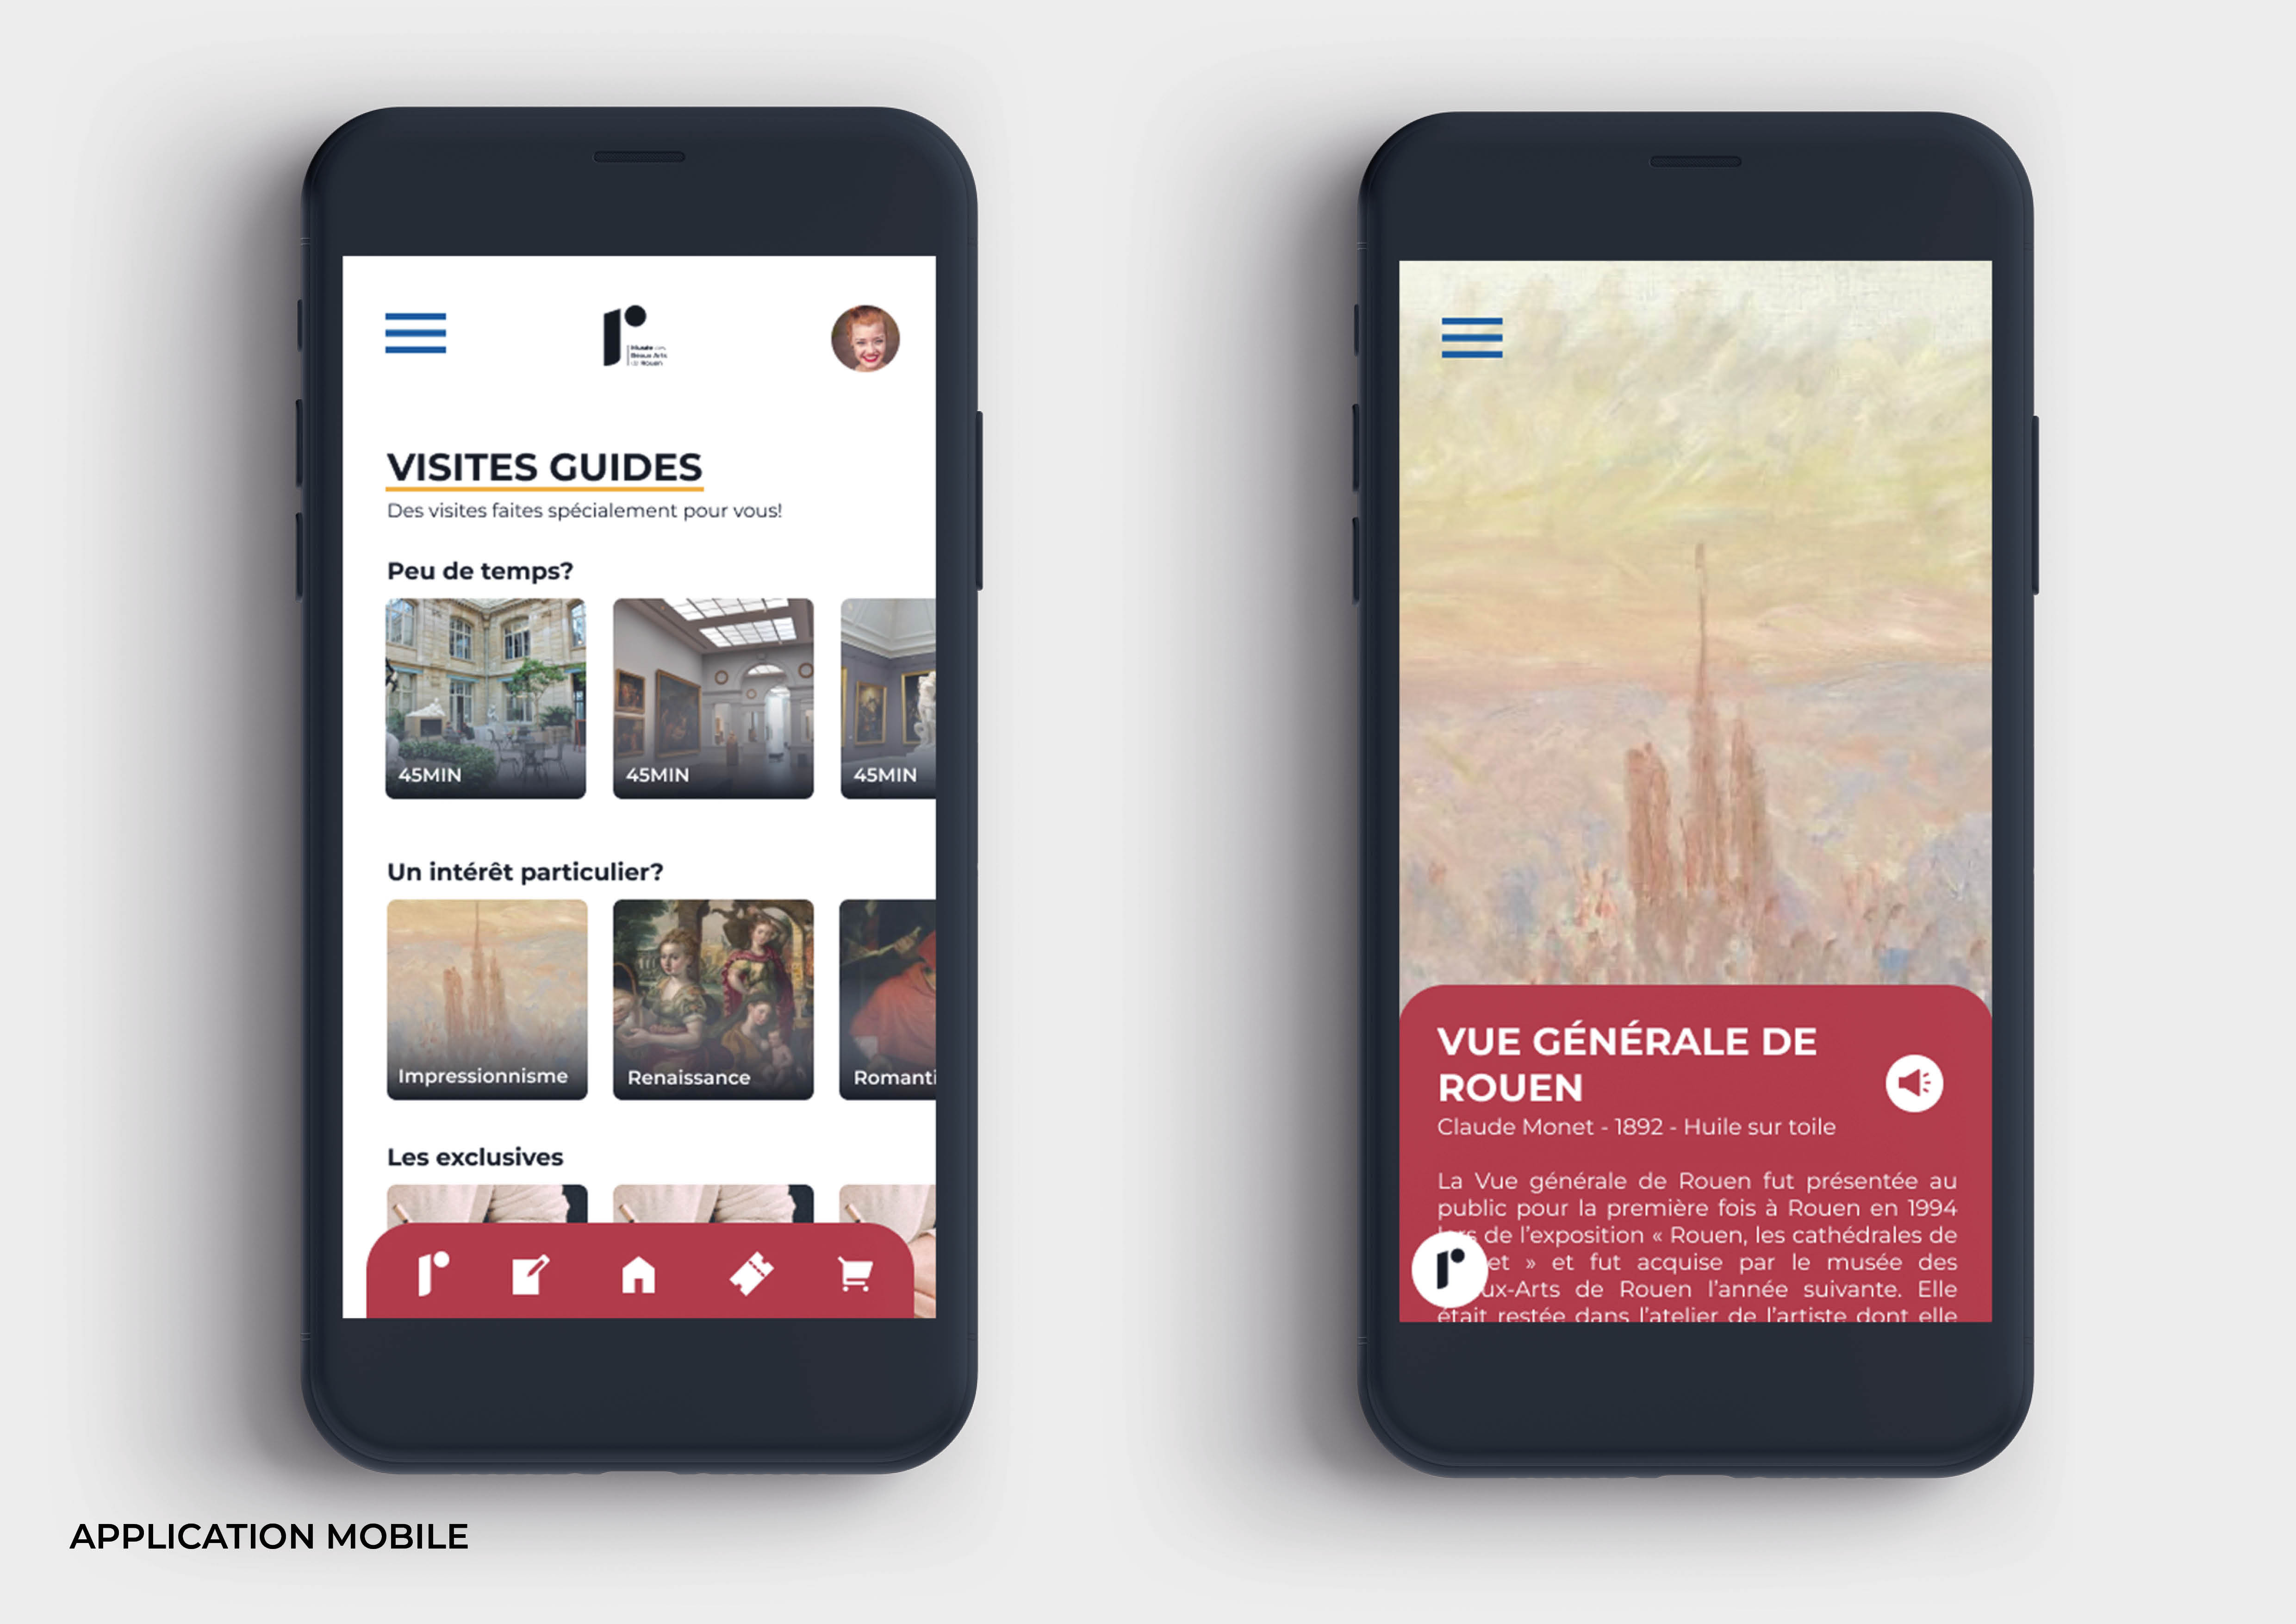 Musée des
Beaux Arts
de Rouen
VISITES GUIDES
Des visites faites spécialement pour vous!
Peu de temps?
45MIN
45MIN
45MIN
Un intérêt particulier?
Impressionnisme
Renaissance
Romanti
Les exclusives
VUE GÉNÉRALE DE
ROUEN
Claude Monet - 1892 - Huile sur toile
La Vue générale de Rouen fut présentée au
public pour la première fois à Rouen en 1994
de l’exposition « Rouen, les cathédrales de
et » et fut acquise par le musée des
ux-Arts de Rouen l’année suivante. Elle
était restée dans l’atelier de l’artiste dont elle
APPLICATION MOBILE